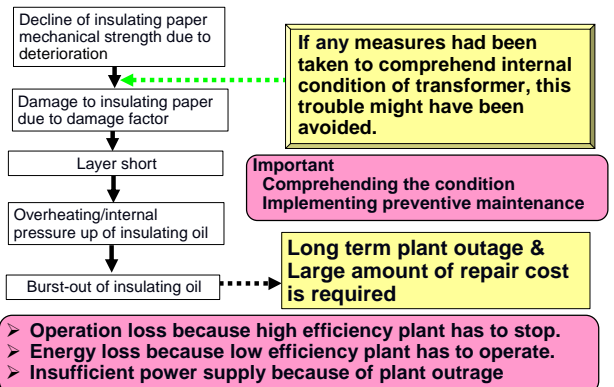 Decline of insulating paper
mechanical strength due to
deterioration
If any measures had been
taken to comprehend internal
condition of transformer, this
trouble might have been
avoided.
Damage to insulating paper
due to damage factor
Layer short
Important
Comprehending the condition
Implementing preventive maintenance
Overheating/internal
pressure up of insulating oil
Long term plant outage &
Large amount of repair cost
is required
Burst-out of insulating oil
➢ Operation loss because high efficiency plant has to stop.
➢ Energy loss because low efficiency plant has to operate.
➢ Insufficient power supply because of plant outrage